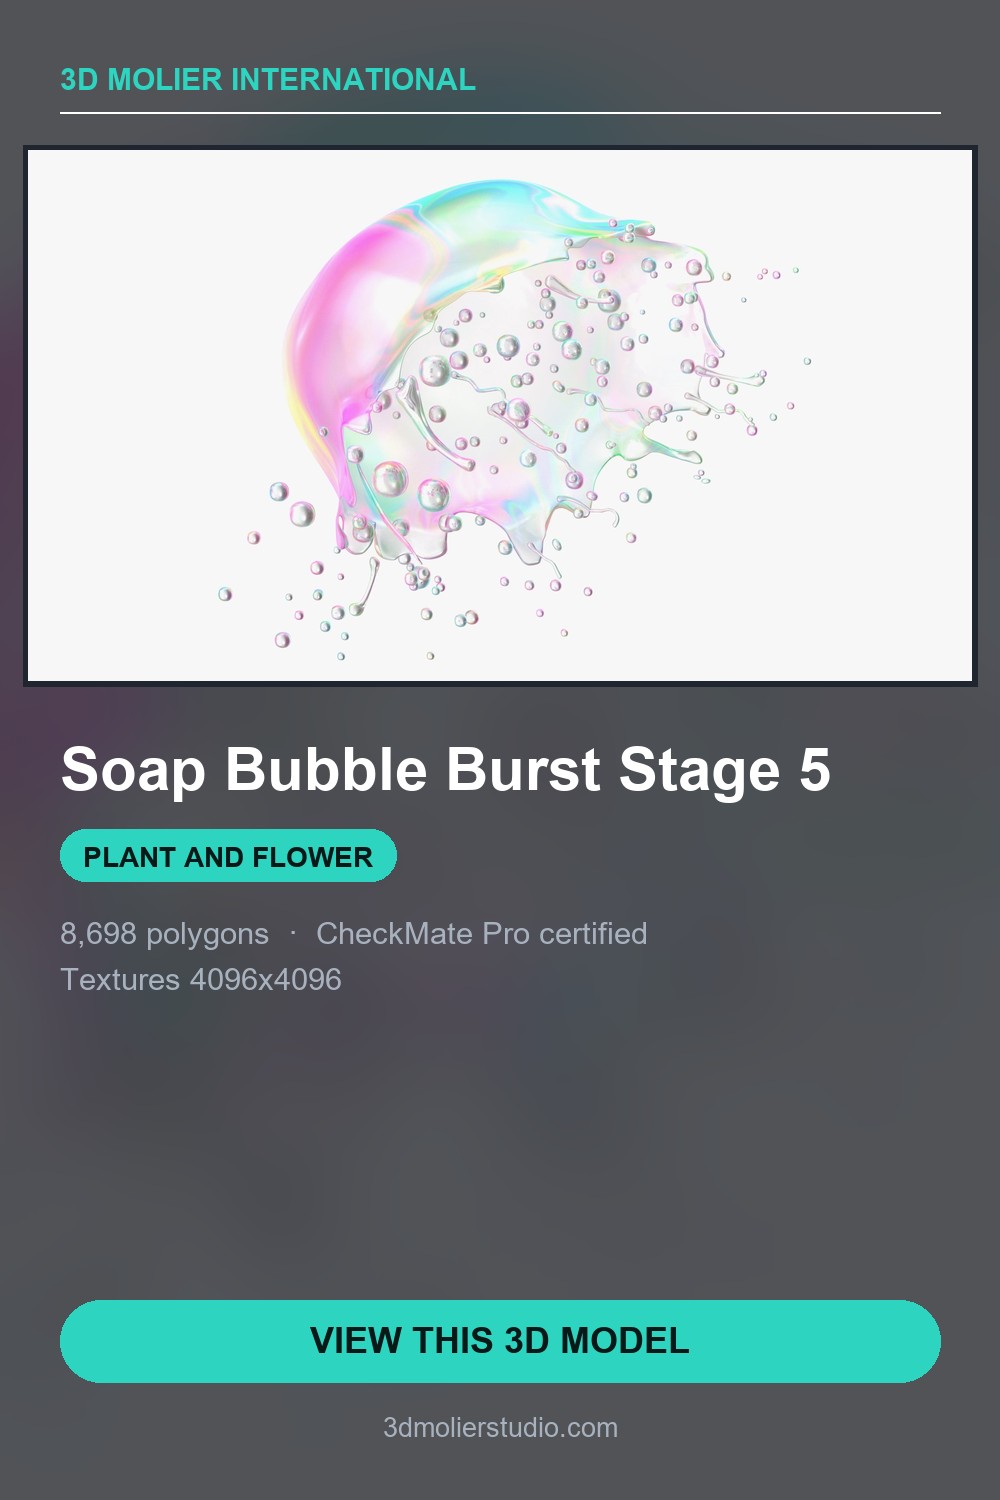 3D MOLIER INTERNATIONAL
Soap Bubble Burst Stage 5
PLANT AND FLOWER
8,698 polygons · CheckMate Pro certified
Textures 4096x4096
VIEW THIS 3D MODEL
3dmolierstudio.com